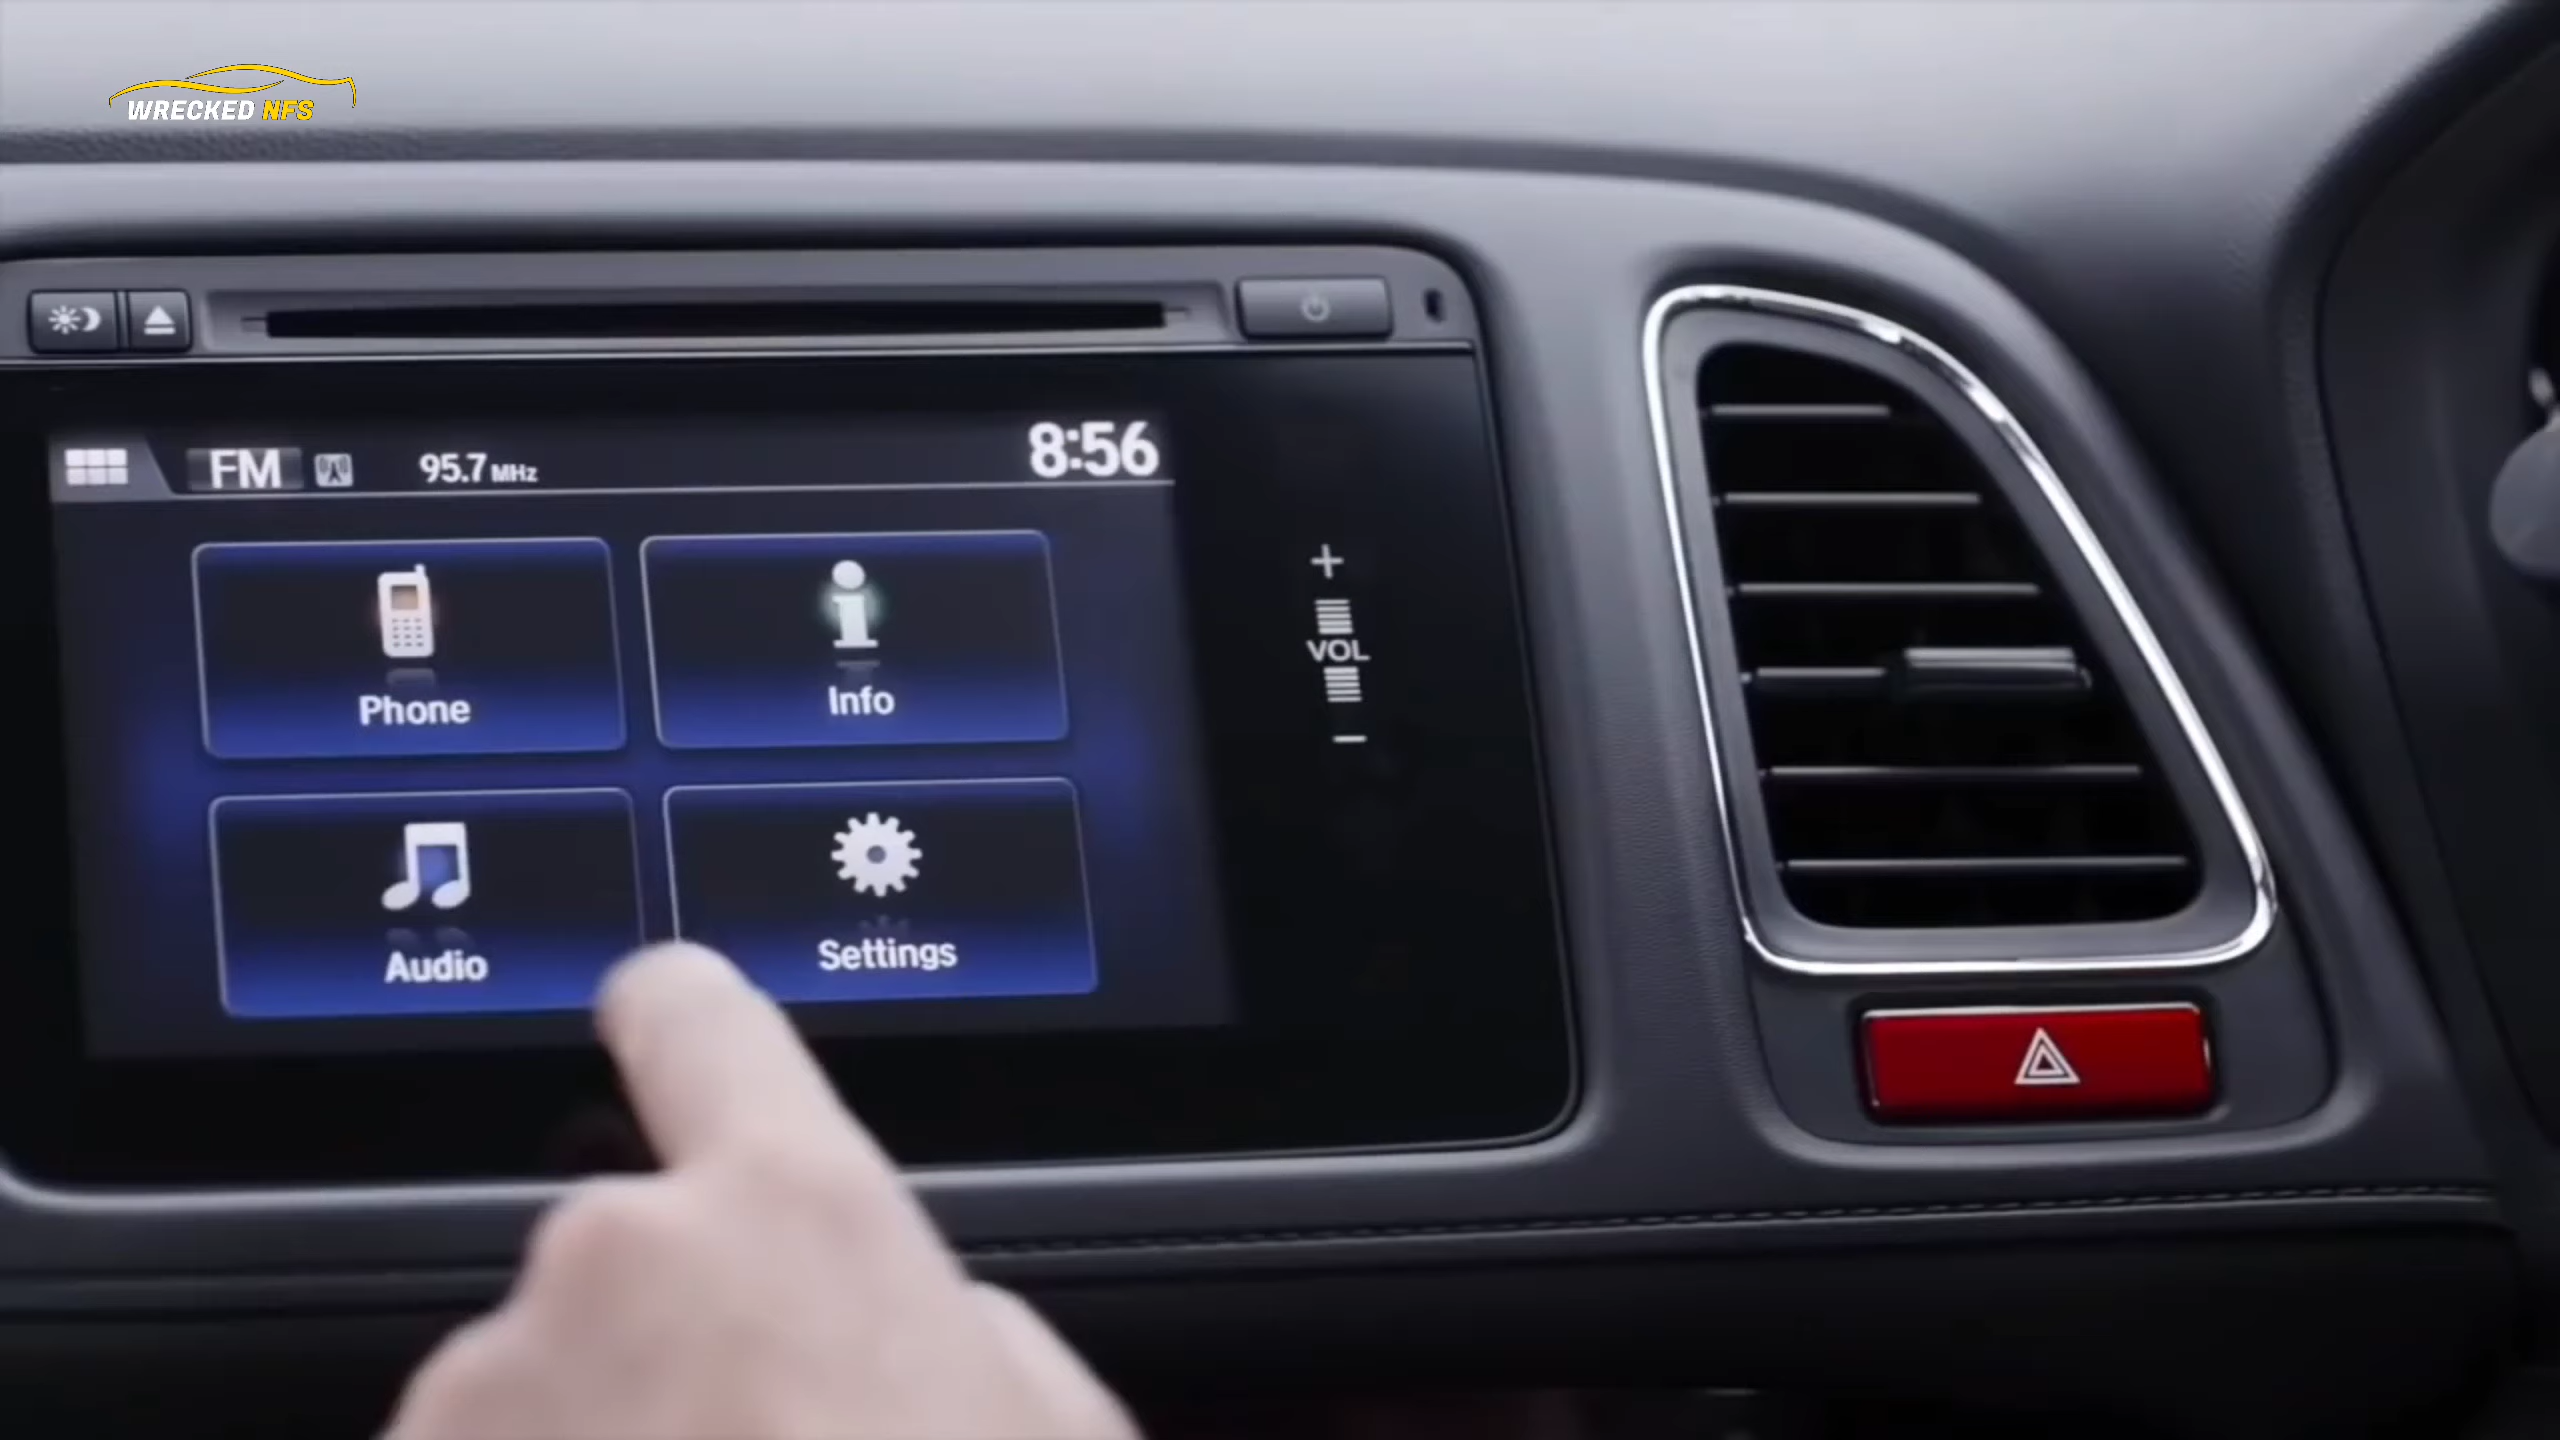 WRECKED NFS
FM 95.7 MHz 8:56
Phone
Info
Audio
Settings
+
VOL
−